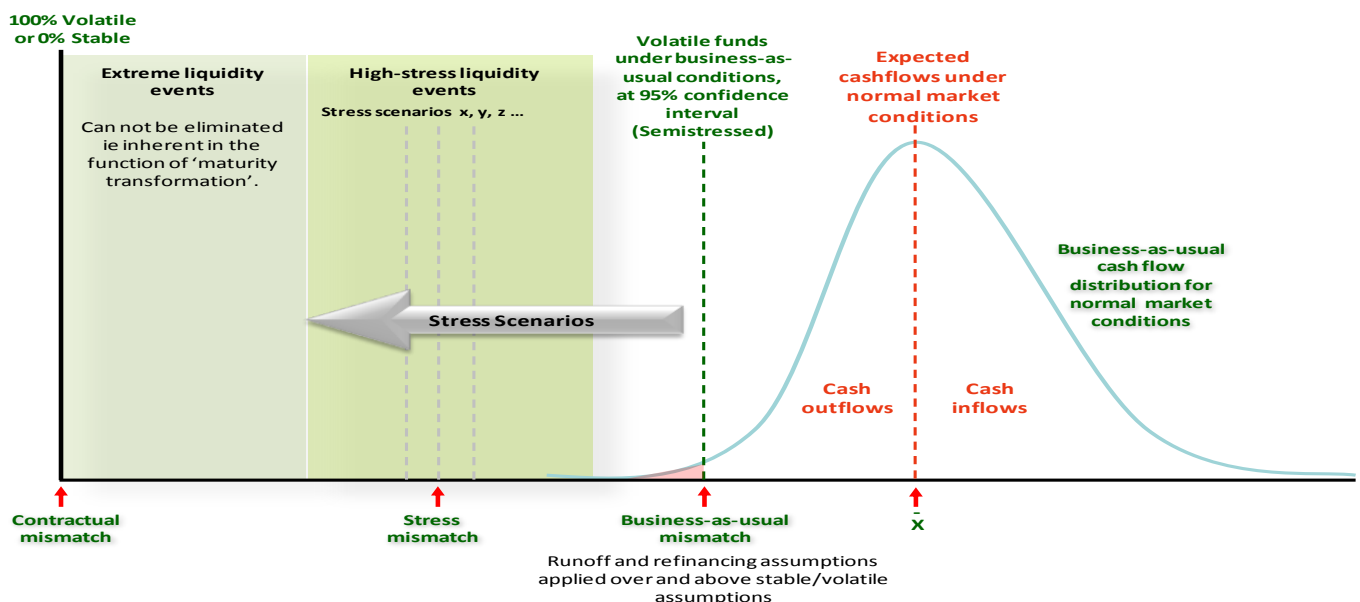 100% Volatile
or 0% Stable
Extreme liquidity
events
Can not be eliminated
ie inherent in the
function of ‘maturity
transformation’.
High-stress liquidity
events
Stress scenarios x, y, z ...
Volatile funds
under business-as-
usual conditions,
at 95% confidence
interval
(Semistressed)
Expected
cashflows under
normal market
conditions
Business-as-usual
cash flow
distribution for
normal market
conditions
Stress Scenarios
Cash
outflows
Cash
inflows
Contractual
mismatch
Stress
mismatch
Business-as-usual
mismatch
x̄
Runoff and refinancing assumptions
applied over and above stable/volatile
assumptions